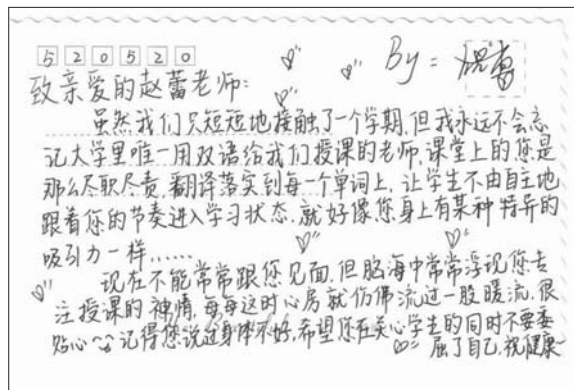 520520
By=
致亲爱的赵蕾老师:
虽然我们只短短地接触了一个学期,但我永远不会忘
记大学里唯一用双语给我们授课的老师,课堂上的您是
那么尽职尽责,翻译落实到每一个单词上,让学生不由自主地
跟着您的节奏进入学习状态,就好像您身上有某种特异的
吸引力一样……
现在不能常常跟您见面,但脑海中常常浮现您专
注授课的神情,每每这时心房就仿佛流过一股暖流,很
贴心^^记得您说过身体不好,希望您在关心学生的同时不要委
屈了自己,祝健康~